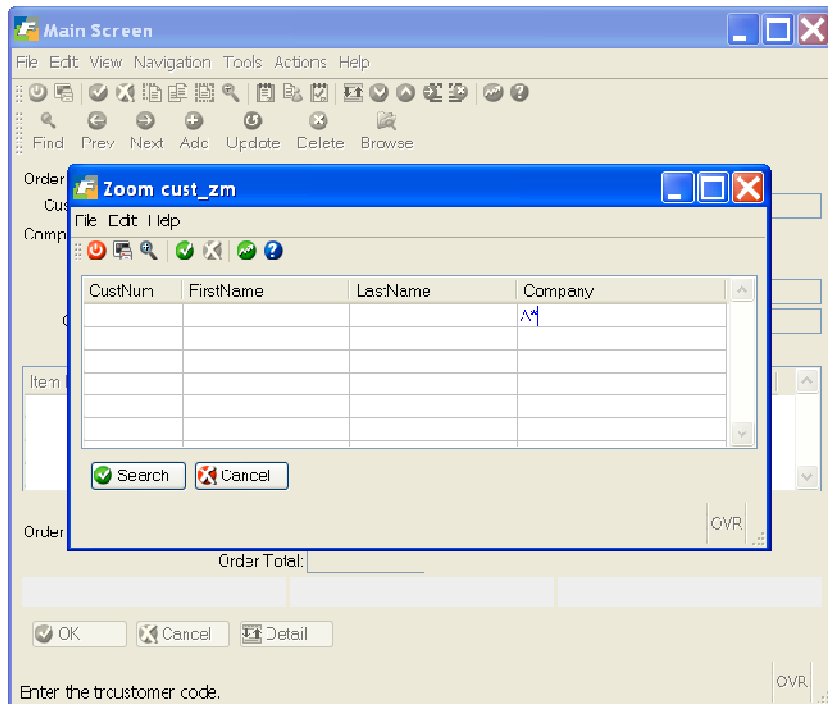 Main Screen
File Edit View Navigation Tools Actions Help
Find Prev Next Add Update Delete Browse
Order
Cus
Comp
Zoom cust_zm
File Edit Help
CustNum FirstName LastName Company
A*
Item
Search Cancel
OVR
Order
Order Total:
OK Cancel Detail
Enter the trcustomer code.
OVR